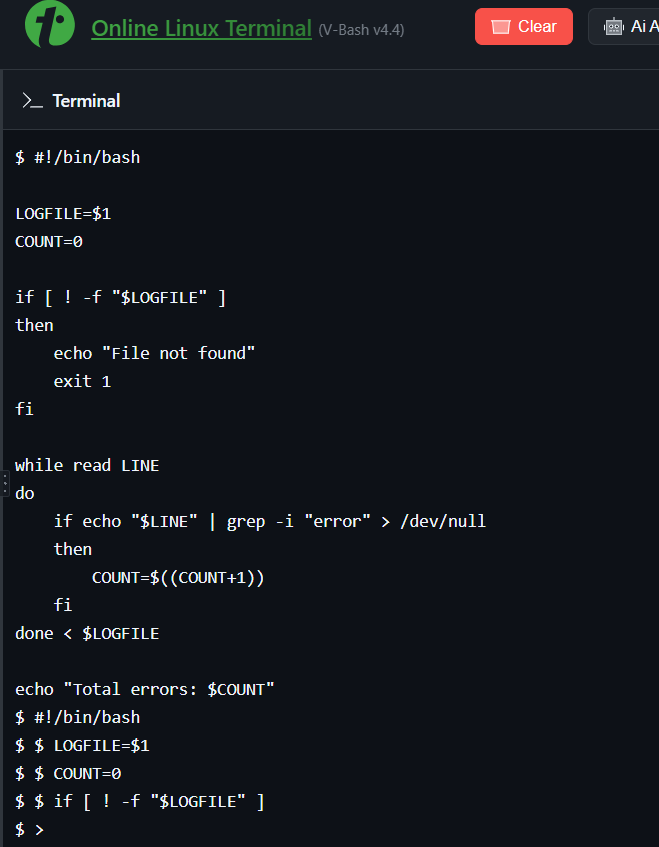 Online Linux Terminal (V-Bash v4.4)
Clear
Ai A
>_ Terminal
$ #!/bin/bash

LOGFILE=$1
COUNT=0

if [ ! -f "$LOGFILE" ]
then
    echo "File not found"
    exit 1
fi

while read LINE
do
    if echo "$LINE" | grep -i "error" > /dev/null
    then
        COUNT=$((COUNT+1))
    fi
done < $LOGFILE

echo "Total errors: $COUNT"
$ #!/bin/bash
$ $ LOGFILE=$1
$ $ COUNT=0
$ $ if [ ! -f "$LOGFILE" ]
$ >